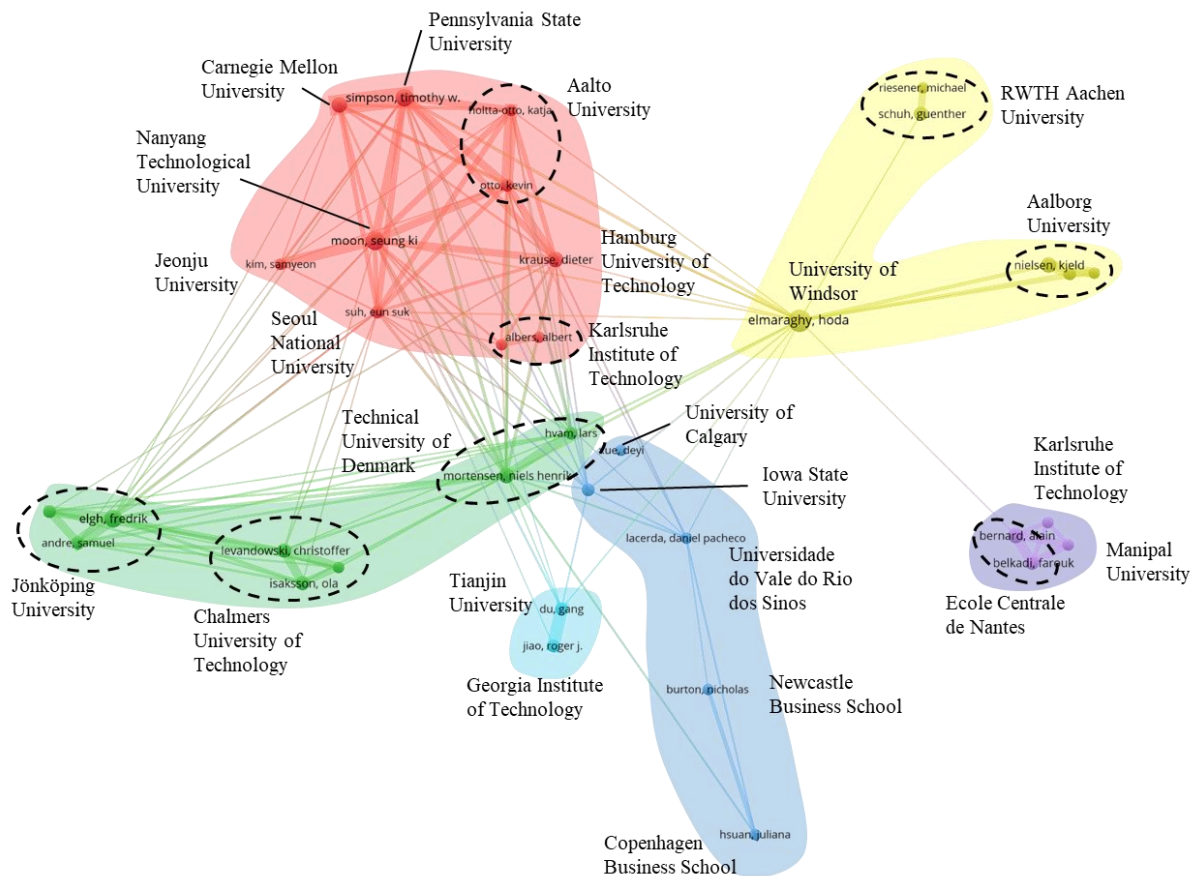 Pennsylvania State
University
Carnegie Mellon
University
Aalto
University
simpson, timothy w.
holtta-otto, katja
riesener, michael
schuh, guenther
RWTH Aachen
University
Nanyang
Technological
University
otto, kevin
moon, seung ki
Jeonju
University
kim, samyeon
krause, dieter
Hamburg
University of
Technology
University of
Windsor
elmaraghy, hoda
Aalborg
University
nielsen, kjeld
Seoul
National
University
suh, eun suk
albers, albert
Karlsruhe
Institute of
Technology
Technical
University of
Denmark
hvam, lars
mortensen, niels henrik
University of
Calgary
xue, deyi
Iowa State
University
Karlsruhe
Institute of
Technology
elgh, fredrik
andre, samuel
Jönköping
University
levandowski, christoffer
isaksson, ola
Chalmers
University of
Technology
lacerda, daniel pacheco
Universidade
do Vale do Rio
dos Sinos
bernard, alain
belkadi, farouk
Manipal
University
Ecole Centrale
de Nantes
Tianjin
University
du, gang
jiao, roger j.
Georgia Institute
of Technology
burton, nicholas
Newcastle
Business School
hsuan, juliana
Copenhagen
Business School